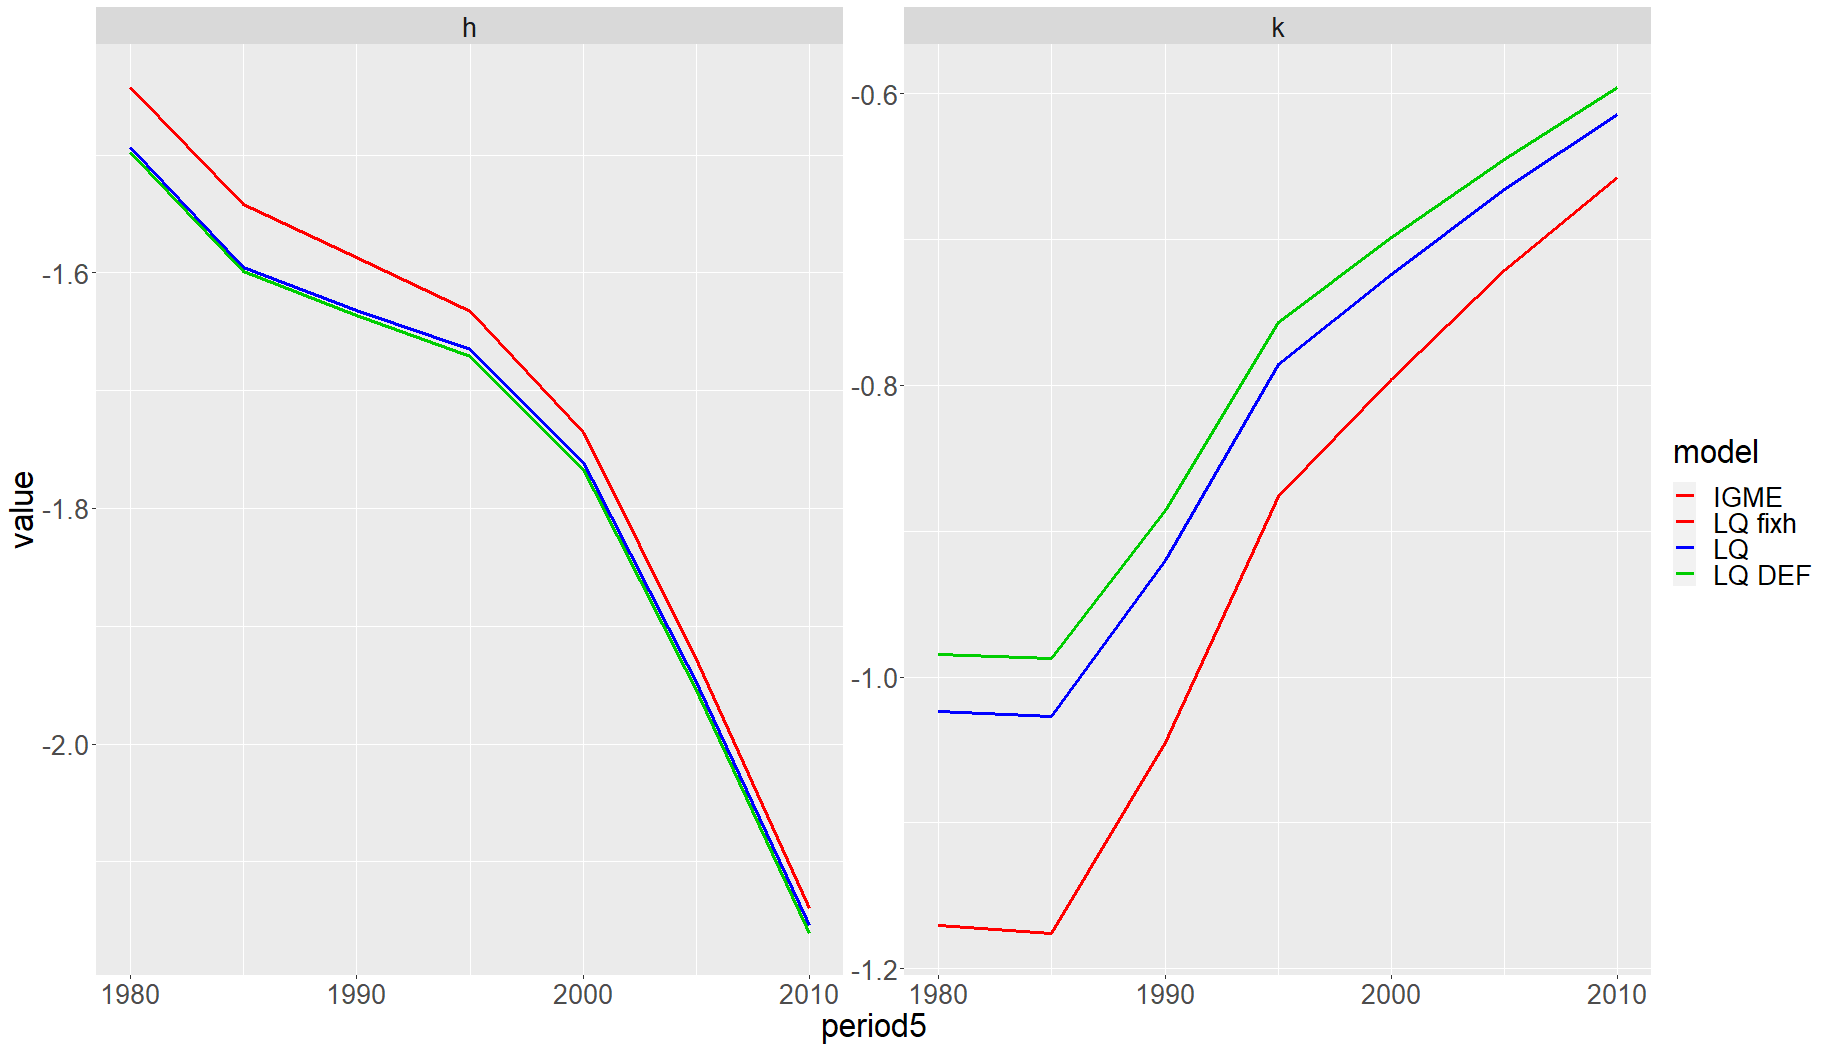 h
k
value
-1.6
-1.8
-2.0
-0.6
-0.8
-1.0
-1.2
1980 1990 2000 2010
1980 1990 2000 2010
period5
model
IGME
LQ fixh
LQ
LQ DEF